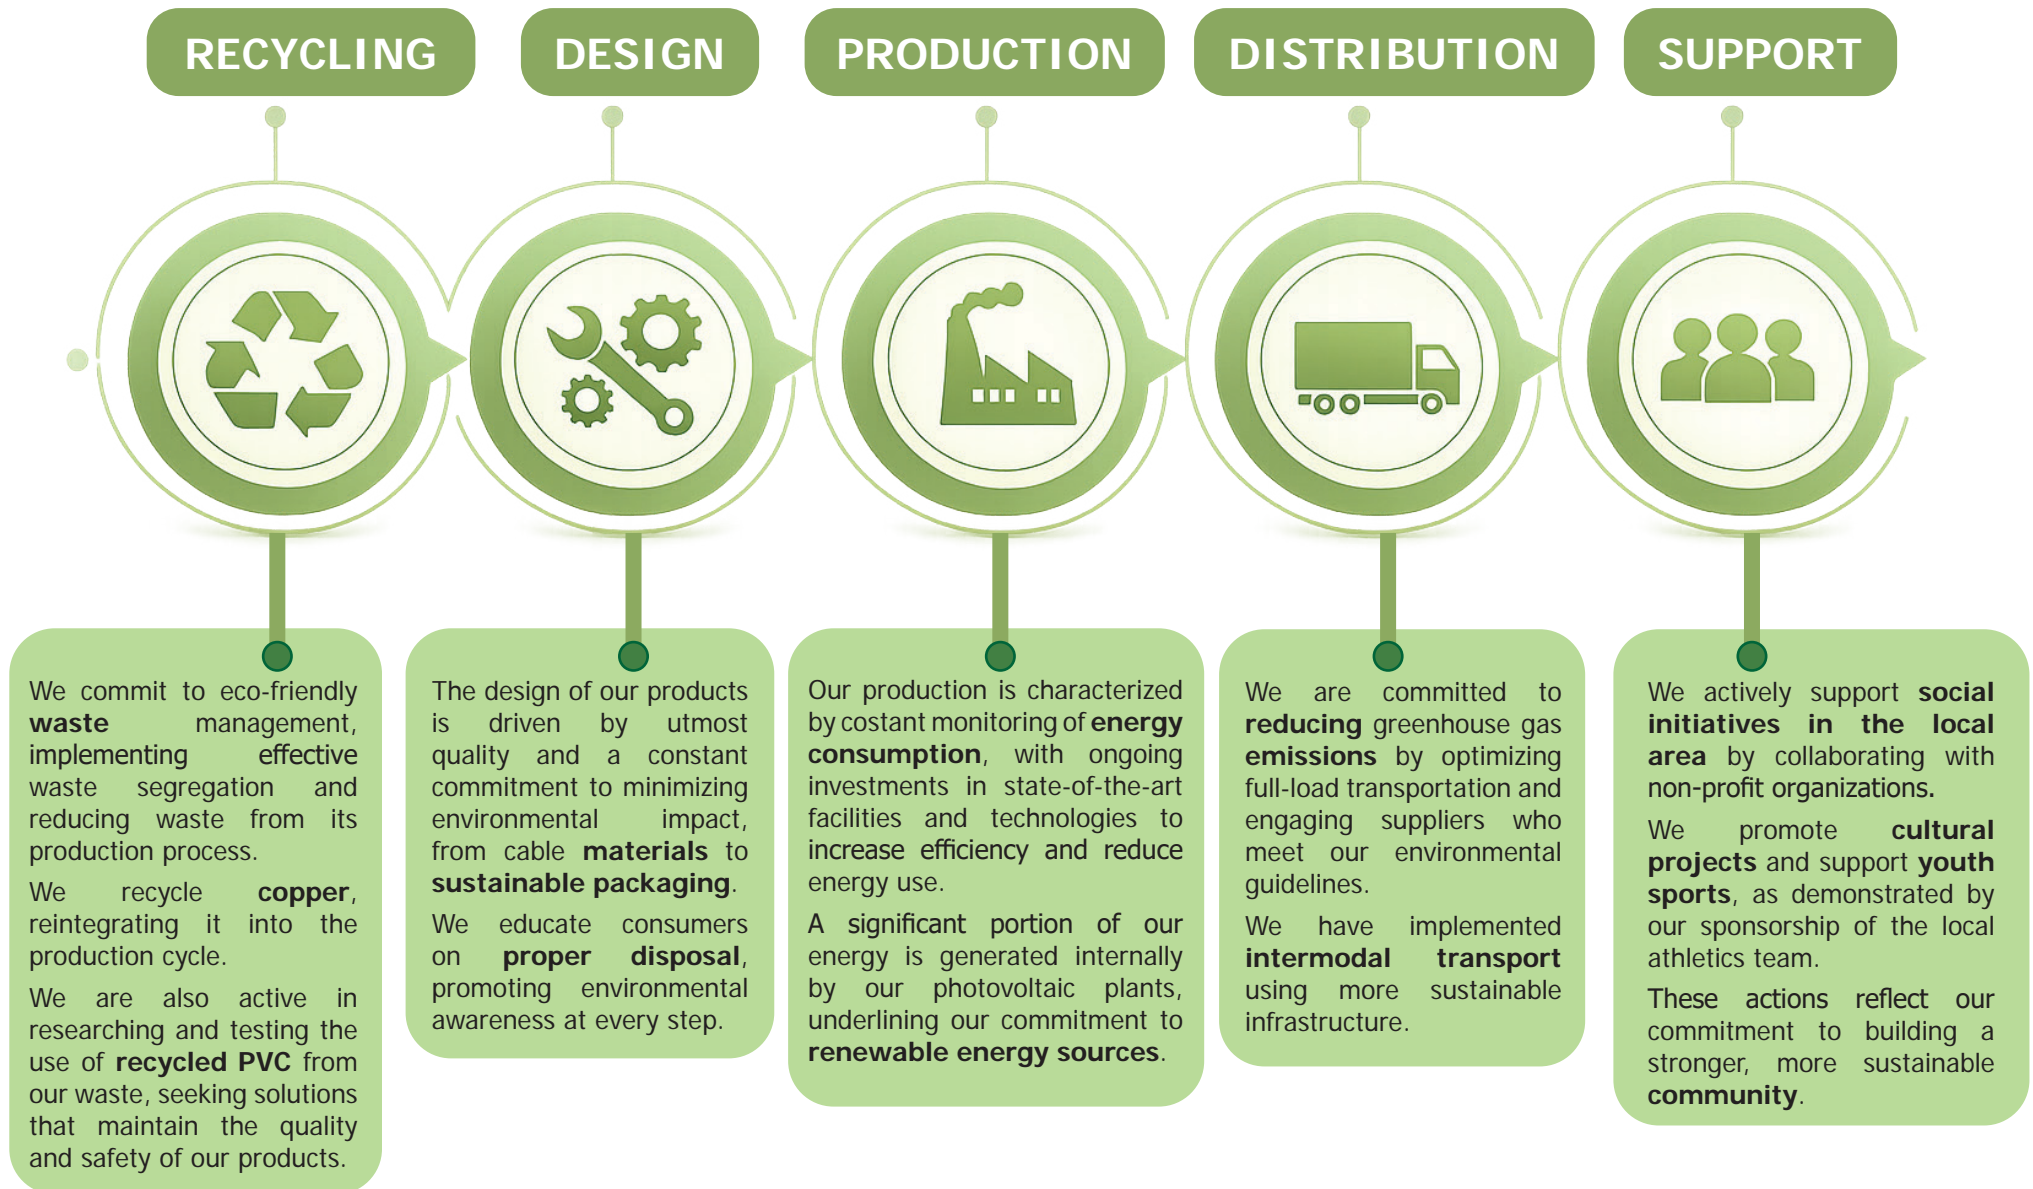 RECYCLING
DESIGN
PRODUCTION
DISTRIBUTION
SUPPORT
We commit to eco-friendly
waste management,
implementing effective
waste segregation and
reducing waste from its
production process.
We recycle copper,
reintegrating it into the
production cycle.
We are also active in
researching and testing the
use of recycled PVC from
our waste, seeking solutions
that maintain the quality
and safety of our products.
The design of our products
is driven by utmost
quality and a constant
commitment to minimizing
environmental impact,
from cable materials to
sustainable packaging.
We educate consumers
on proper disposal,
promoting environmental
awareness at every step.
Our production is characterized
by costant monitoring of energy
consumption, with ongoing
investments in state-of-the-art
facilities and technologies to
increase efficiency and reduce
energy use.
A significant portion of our
energy is generated internally
by our photovoltaic plants,
underlining our commitment to
renewable energy sources.
We are committed to
reducing greenhouse gas
emissions by optimizing
full-load transportation and
engaging suppliers who
meet our environmental
guidelines.
We have implemented
intermodal transport
using more sustainable
infrastructure.
We actively support social
initiatives in the local
area by collaborating with
non-profit organizations.
We promote cultural
projects and support youth
sports, as demonstrated by
our sponsorship of the local
athletics team.
These actions reflect our
commitment to building a
stronger, more sustainable
community.